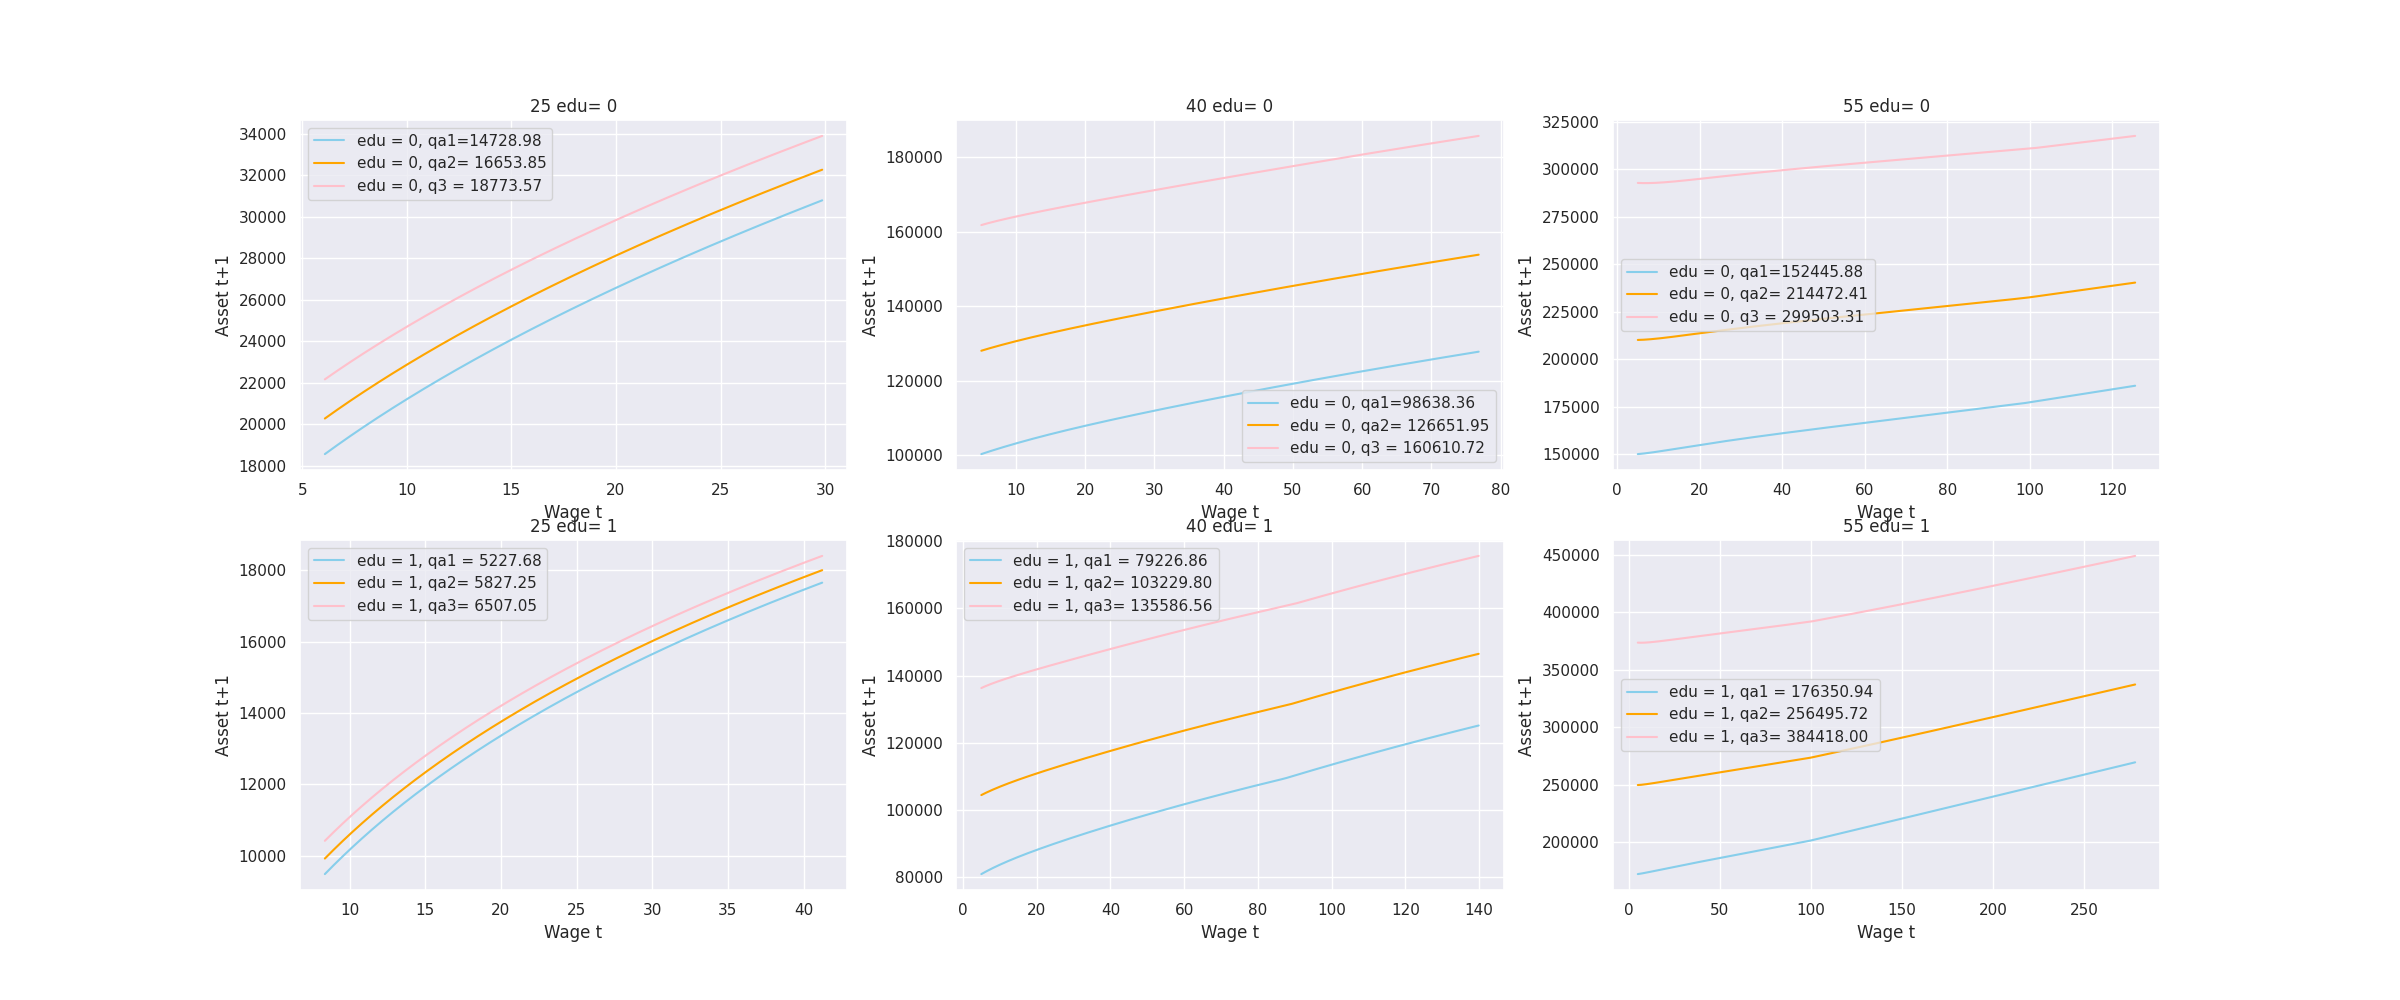 25 edu= 0
34000
32000
30000
28000
26000
24000
22000
20000
18000
Asset t+1
edu = 0, qa1=14728.98
edu = 0, qa2= 16653.85
edu = 0, q3 = 18773.57
5 10 15 20 25 30
Wage t
40 edu= 0
180000
160000
140000
120000
100000
Asset t+1
edu = 0, qa1=98638.36
edu = 0, qa2= 126651.95
edu = 0, q3 = 160610.72
10 20 30 40 50 60 70 80
Wage t
55 edu= 0
325000
300000
275000
250000
225000
200000
175000
150000
Asset t+1
edu = 0, qa1=152445.88
edu = 0, qa2= 214472.41
edu = 0, q3 = 299503.31
0 20 40 60 80 100 120
Wage t
25 edu= 1
18000
16000
14000
12000
10000
Asset t+1
edu = 1, qa1 = 5227.68
edu = 1, qa2= 5827.25
edu = 1, qa3= 6507.05
10 15 20 25 30 35 40
Wage t
40 edu= 1
180000
160000
140000
120000
100000
80000
Asset t+1
edu = 1, qa1 = 79226.86
edu = 1, qa2= 103229.80
edu = 1, qa3= 135586.56
0 20 40 60 80 100 120 140
Wage t
55 edu= 1
450000
400000
350000
300000
250000
200000
Asset t+1
edu = 1, qa1 = 176350.94
edu = 1, qa2= 256495.72
edu = 1, qa3= 384418.00
0 50 100 150 200 250
Wage t